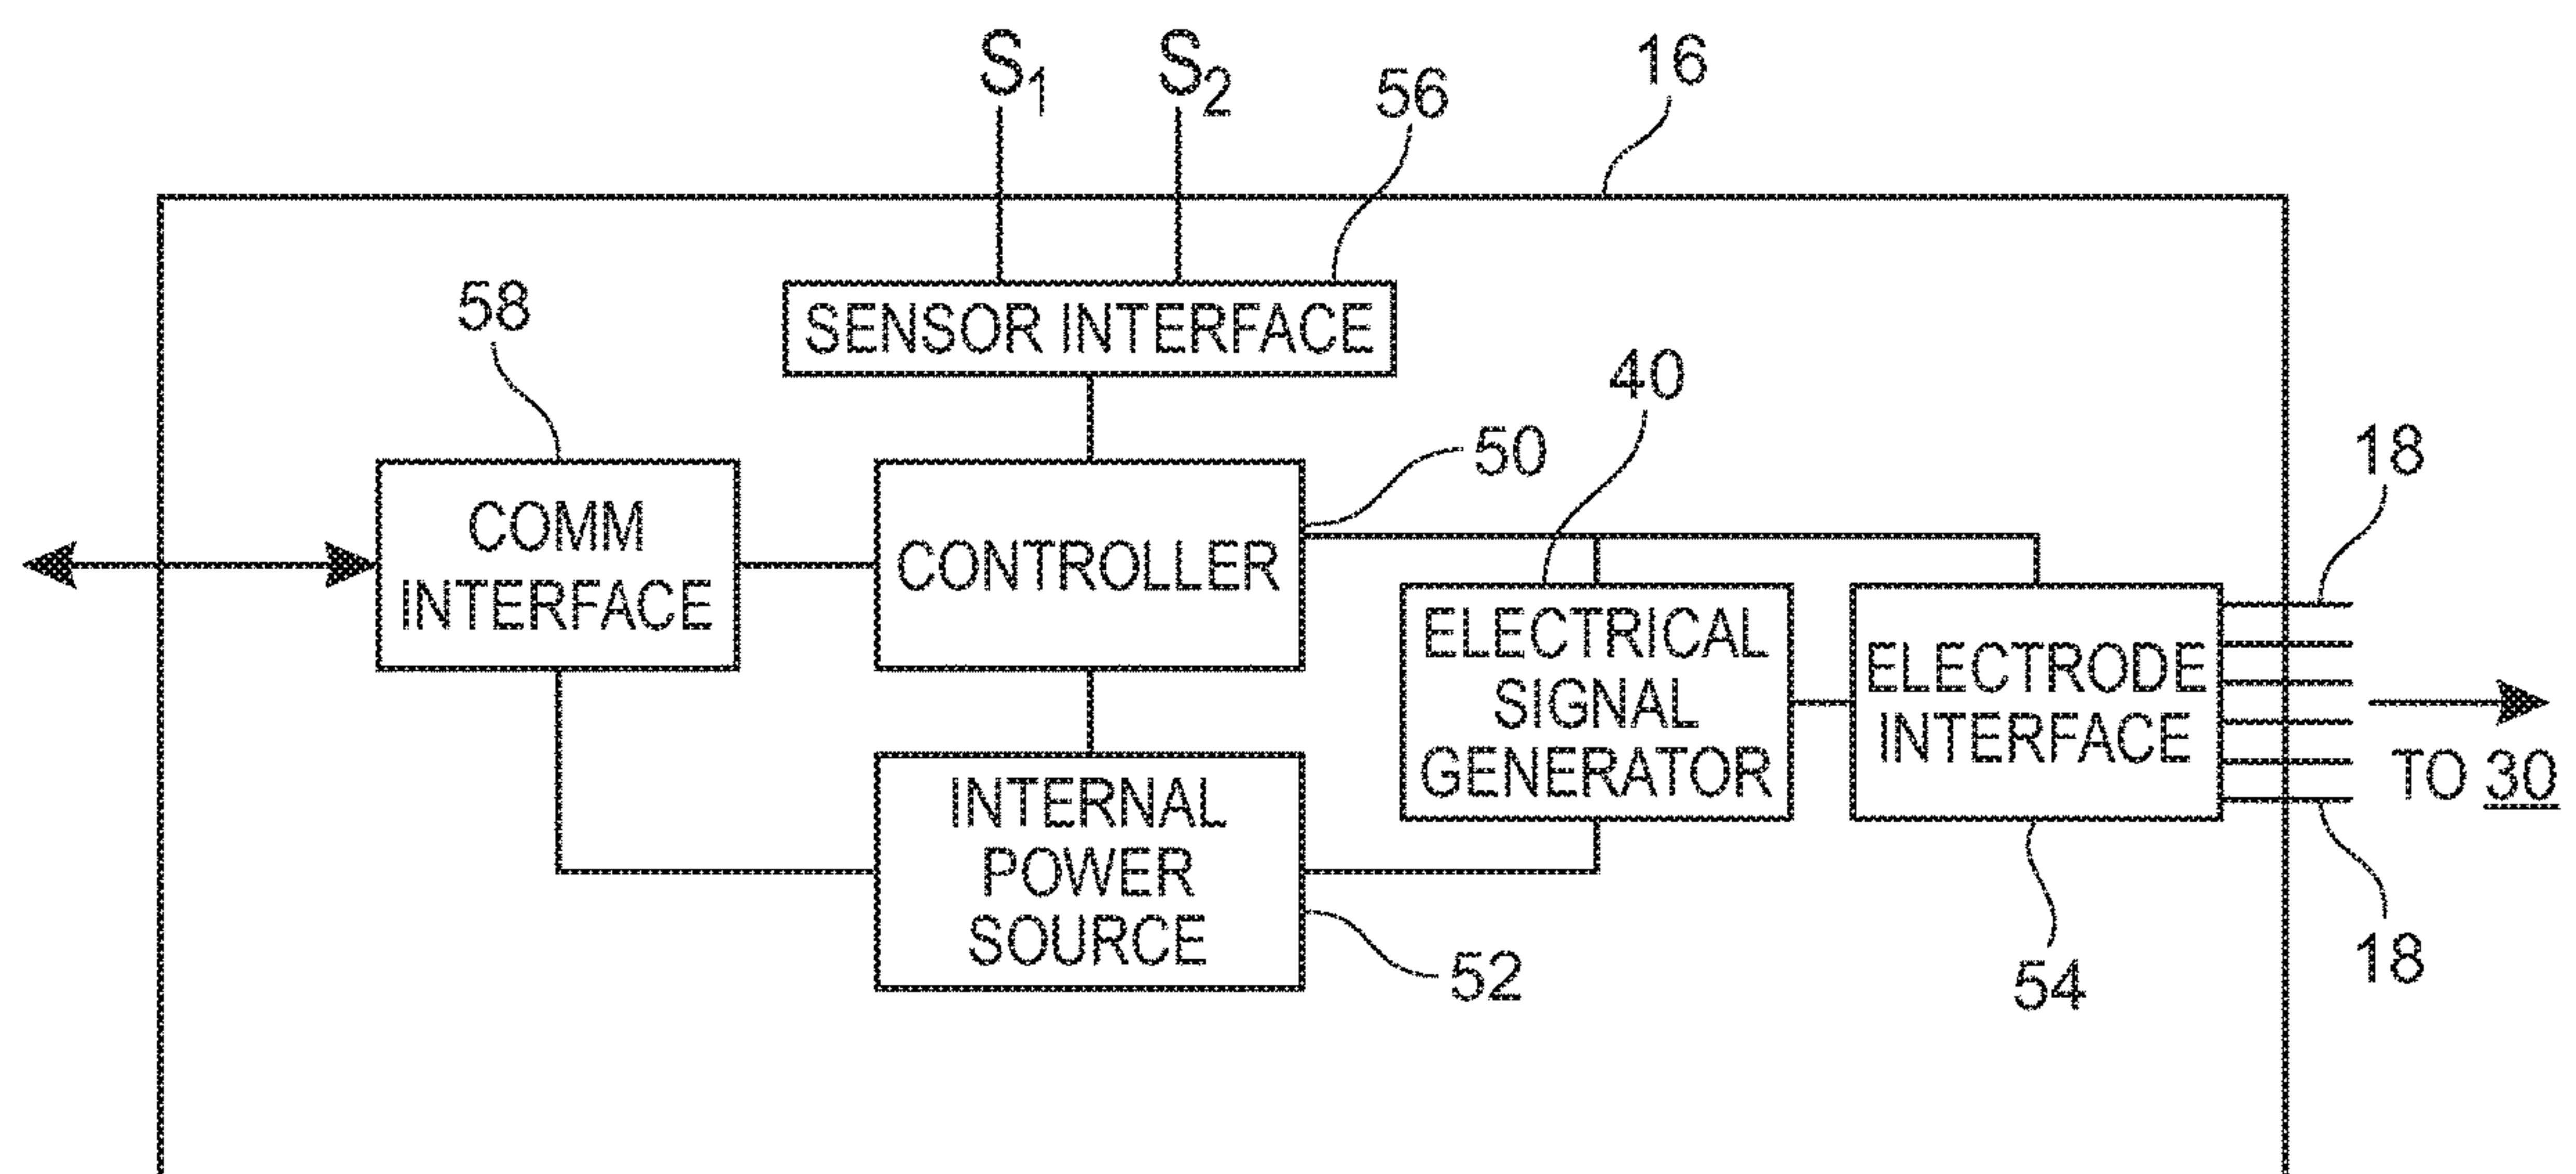 S1 S2
16
56
SENSOR INTERFACE
58
40
50
18
COMM
INTERFACE
CONTROLLER
ELECTRICAL
SIGNAL
GENERATOR
ELECTRODE
INTERFACE
TO 30
INTERNAL
POWER
SOURCE
52
54
18